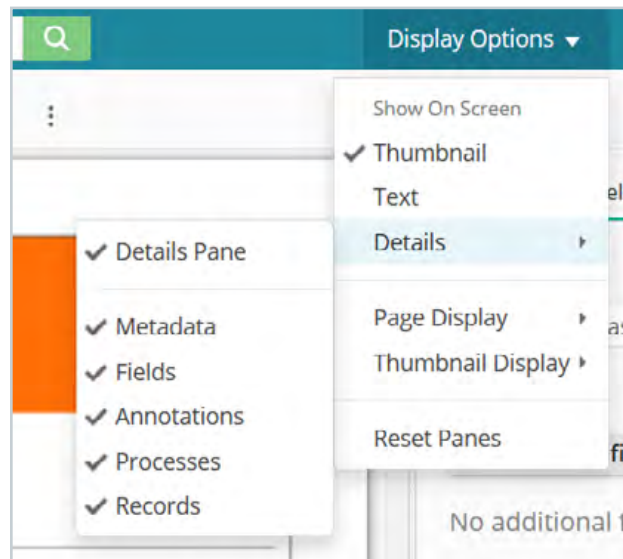 Display Options
Show On Screen
Thumbnail
Text
Details
Page Display
Thumbnail Display
Reset Panes
Details Pane
Metadata
Fields
Annotations
Processes
Records
No additional